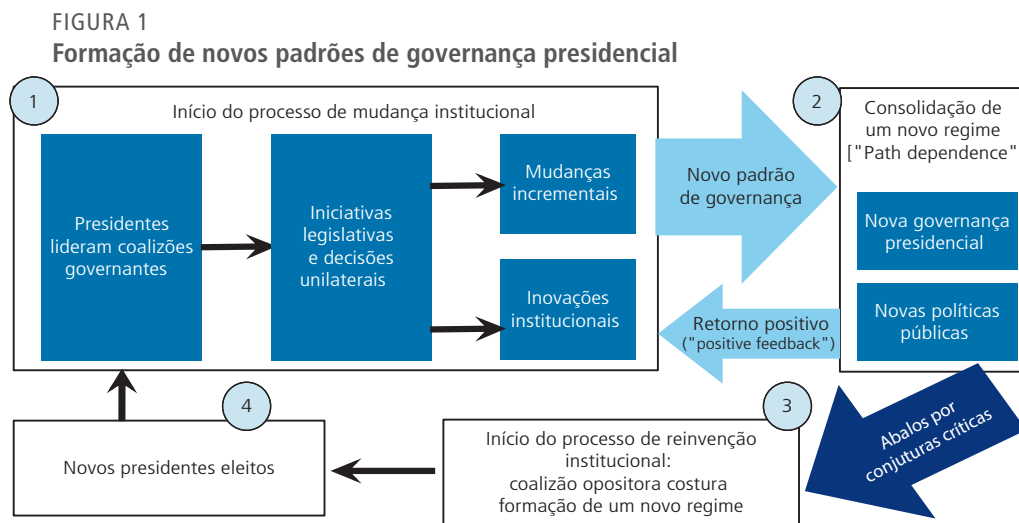 FIGURA 1
Formação de novos padrões de governança presidencial
1
Início do processo de mudança institucional
Presidentes
lideram coalizões
governantes
Iniciativas
legislativas
e decisões
unilaterais
Mudanças
incrementais
Inovações
institucionais
Novo padrão
de governança
Retorno positivo
("positive feedback")
2
Consolidação de
um novo regime
["Path dependence"
Nova governança
presidencial
Novas políticas
públicas
Abalos por
conjuturas críticas
3
Início do processo de reinvenção
institucional:
coalizão opositora costura
formação de um novo regime
4
Novos presidentes eleitos